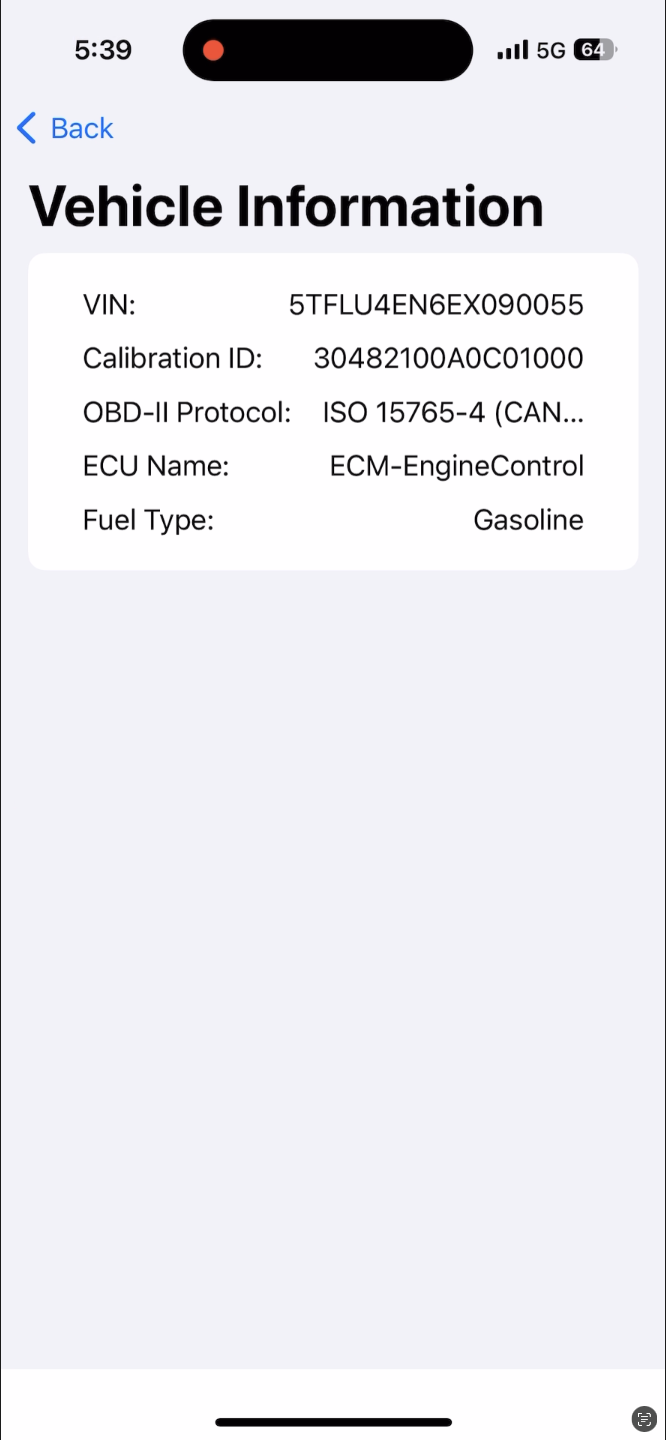 5:39 5G 64
Back
Vehicle Information
VIN: 5TFLU4EN6EX090055
Calibration ID: 30482100A0C01000
OBD-II Protocol: ISO 15765-4 (CAN...
ECU Name: ECM-EngineControl
Fuel Type: Gasoline